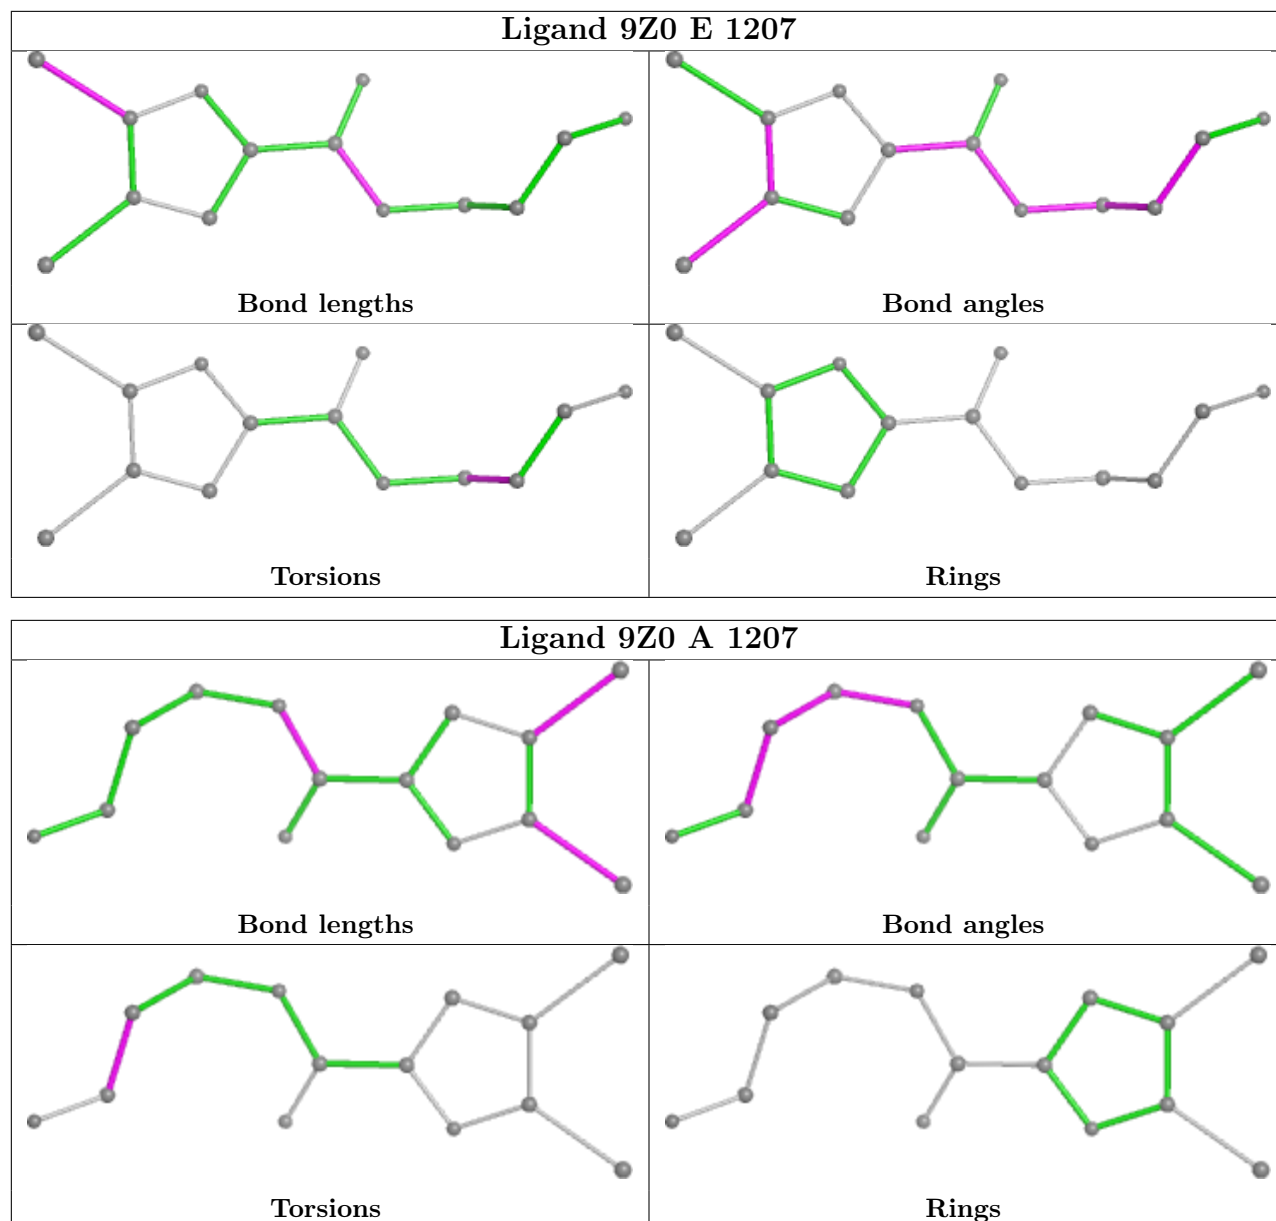 Ligand 9Z0 E 1207
Bond lengths
Bond angles
Torsions
Rings
Ligand 9Z0 A 1207
Bond lengths
Bond angles
Torsions
Rings